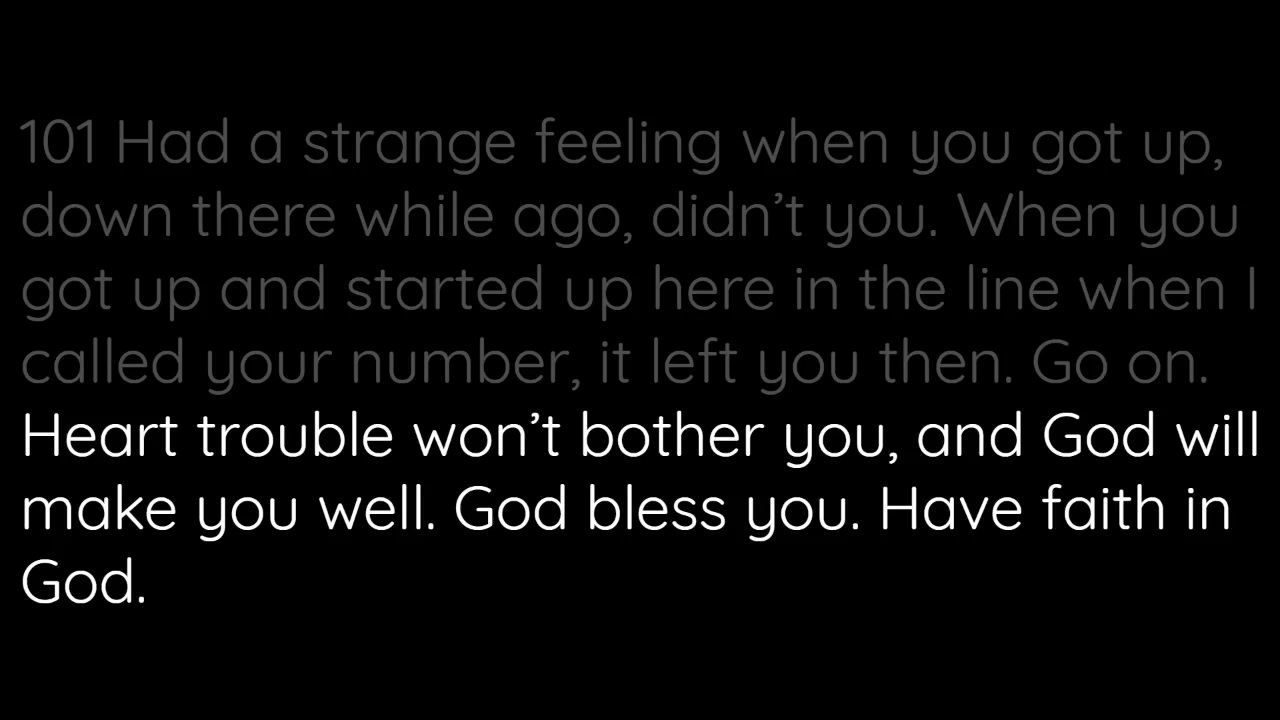 101 Had a strange feeling when you got up,
down there while ago, didn’t you. When you
got up and started up here in the line when I
called your number, it left you then. Go on.
Heart trouble won’t bother you, and God will
make you well. God bless you. Have faith in
God.